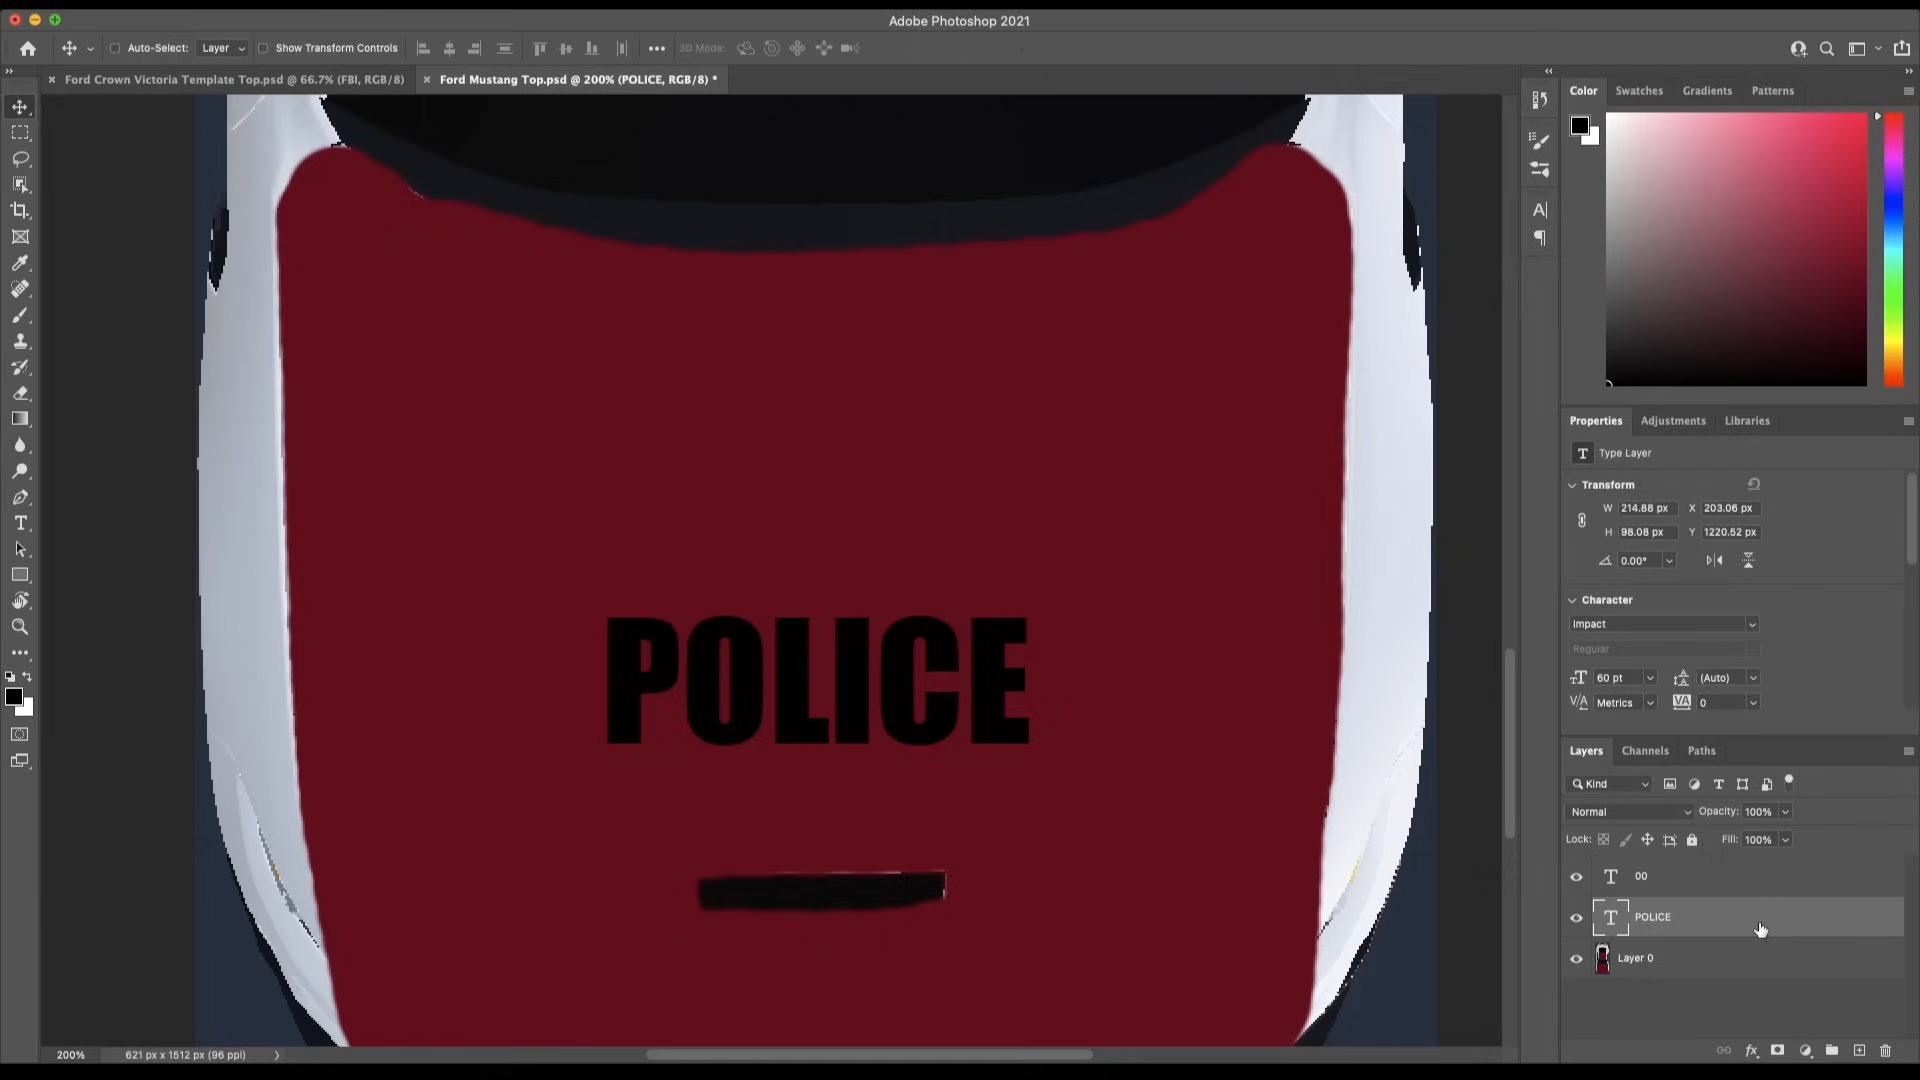 Adobe Photoshop 2021
Auto-Select: Layer Show Transform Controls 3D Mode:
Ford Crown Victoria Template Top.psd @ 66.7% (FBI, RGB/8) Ford Mustang Top.psd @ 200% (POLICE, RGB/8) *
Color Swatches Gradients Patterns
Properties Adjustments Libraries
Type Layer
Transform
W 214.88 px X 203.06 px
H 98.08 px Y 1220.52 px
0.00°
Character
Impact
Regular
60 pt (Auto)
Metrics 0
POLICE
Layers Channels Paths
Kind
Normal Opacity: 100%
Lock: Fill: 100%
00
POLICE
Layer 0
200% 621 px x 1512 px (96 ppi)